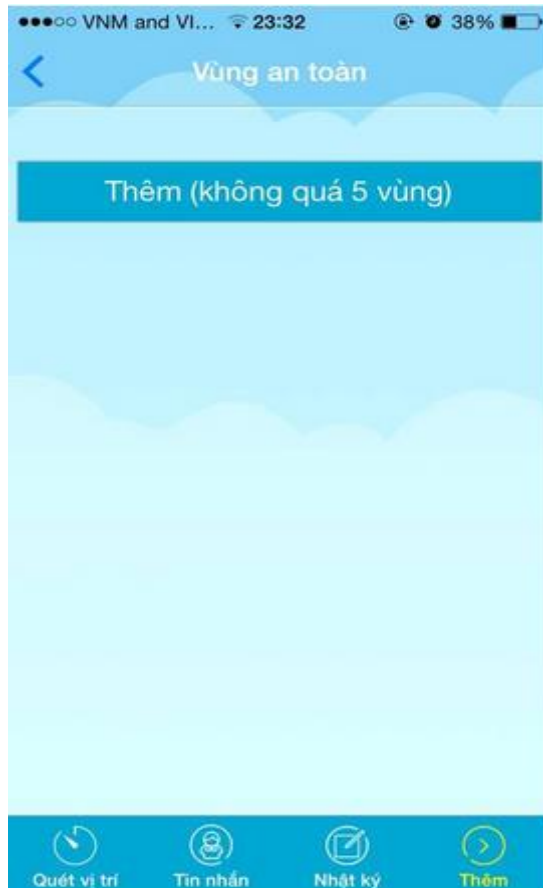 VNM and VI... 23:32 38%
Vùng an toàn
Thêm (không quá 5 vùng)
Quét vị trí Tin nhắn Nhật ký Thêm